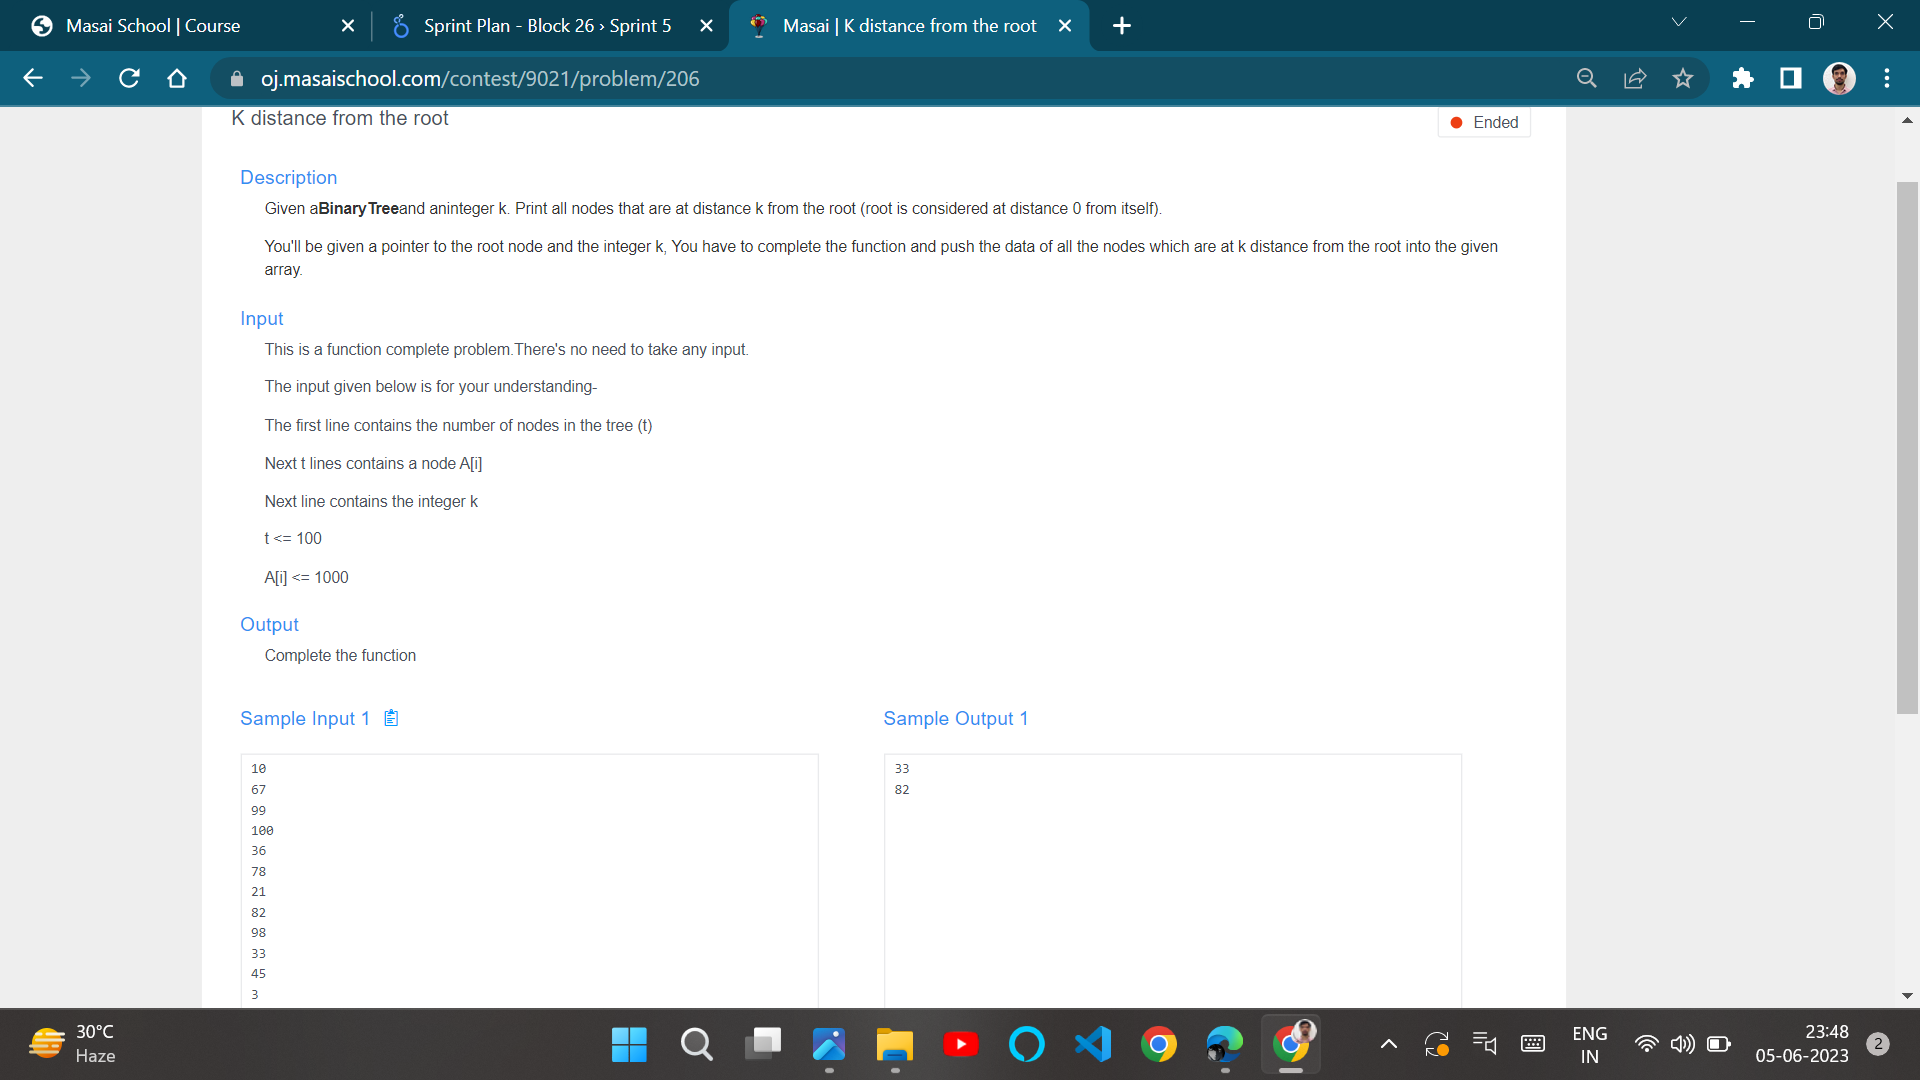 Masai School | Course
Sprint Plan - Block 26 › Sprint 5
Masai | K distance from the root
oj.masaischool.com/contest/9021/problem/206
K distance from the root
Ended
Description
Given aBinary Treeand aninteger k. Print all nodes that are at distance k from the root (root is considered at distance 0 from itself).
You'll be given a pointer to the root node and the integer k, You have to complete the function and push the data of all the nodes which are at k distance from the root into the given
array.
Input
This is a function complete problem.There's no need to take any input.
The input given below is for your understanding-
The first line contains the number of nodes in the tree (t)
Next t lines contains a node A[i]
Next line contains the integer k
t <= 100
A[i] <= 1000
Output
Complete the function
Sample Input 1
10
67
99
100
36
78
21
82
98
33
45
3
Sample Output 1
33
82
30°C
Haze
ENG
IN
23:48
05-06-2023
2